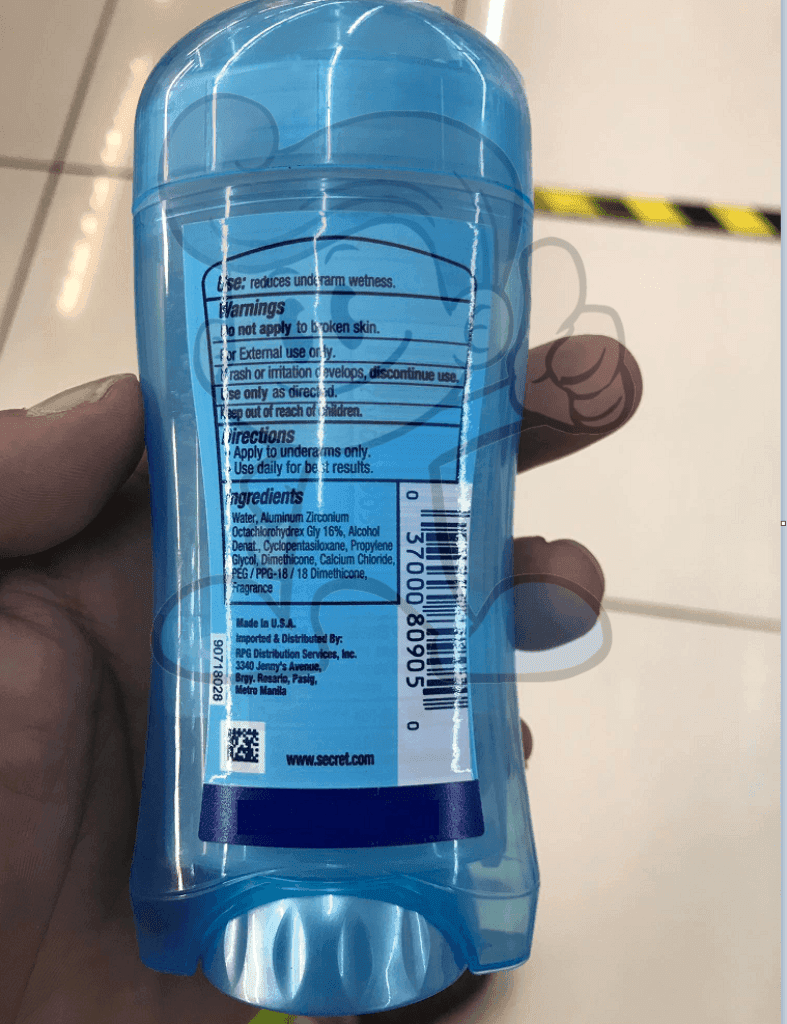 Use: reduces underarm wetness.
Warnings
Do not apply to broken skin.
For External use only.
If rash or irritation develops, discontinue use.
Use only as directed.
Keep out of reach of children.
Directions
• Apply to underarms only.
• Use daily for best results.
Ingredients
Water, Aluminum Zirconium
Octachlorohydrex Gly 16%, Alcohol
Denat., Cyclopentasiloxane, Propylene
Glycol, Dimethicone, Calcium Chloride,
PEG / PPG-18 / 18 Dimethicone,
Fragrance
0 37000 80905 0
Made in U.S.A.
Imported & Distributed By:
RPG Distribution Services, Inc.
3340 Jenny's Avenue,
Brgy. Rosario, Pasig,
Metro Manila
90718028
www.secret.com